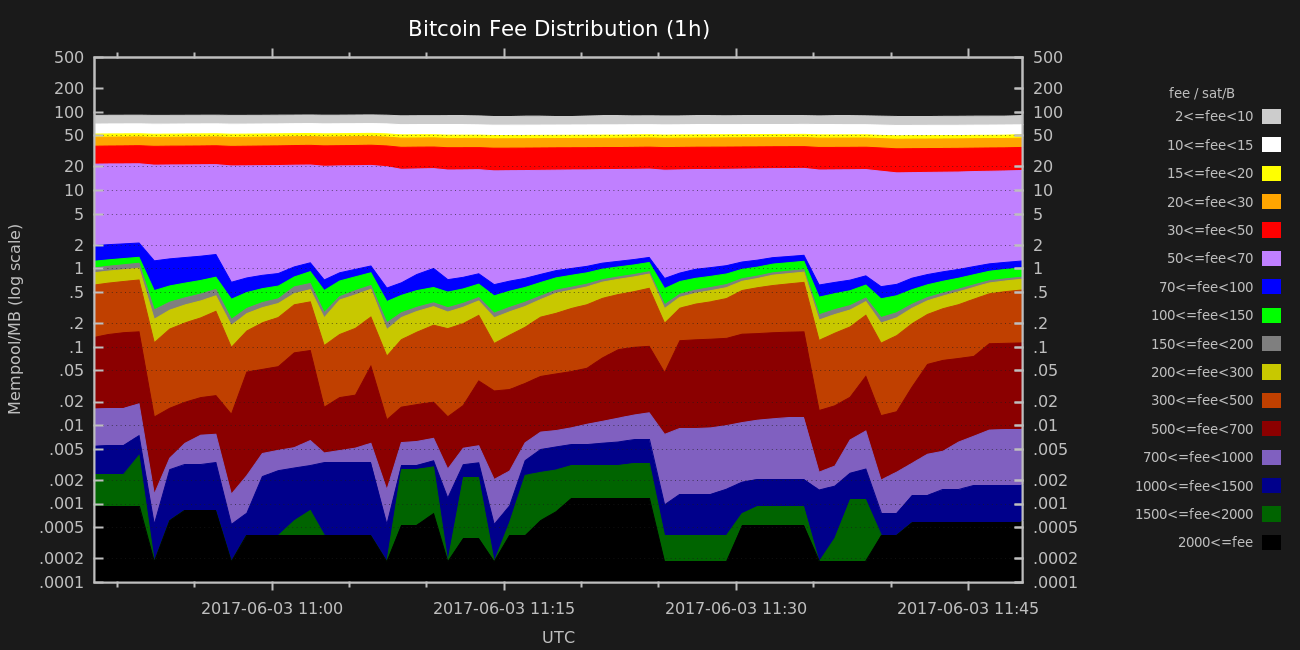 Bitcoin Fee Distribution (1h)
500
200
100
50
20
10
5
2
1
.5
.2
.1
.05
.02
.01
.005
.002
.001
.0005
.0002
.0001
Mempool/MB (log scale)
500
200
100
50
20
10
5
2
1
.5
.2
.1
.05
.02
.01
.005
.002
.001
.0005
.0002
.0001
2017-06-03 11:00
2017-06-03 11:15
2017-06-03 11:30
2017-06-03 11:45
UTC
fee / sat/B
2<=fee<10
10<=fee<15
15<=fee<20
20<=fee<30
30<=fee<50
50<=fee<70
70<=fee<100
100<=fee<150
150<=fee<200
200<=fee<300
300<=fee<500
500<=fee<700
700<=fee<1000
1000<=fee<1500
1500<=fee<2000
2000<=fee